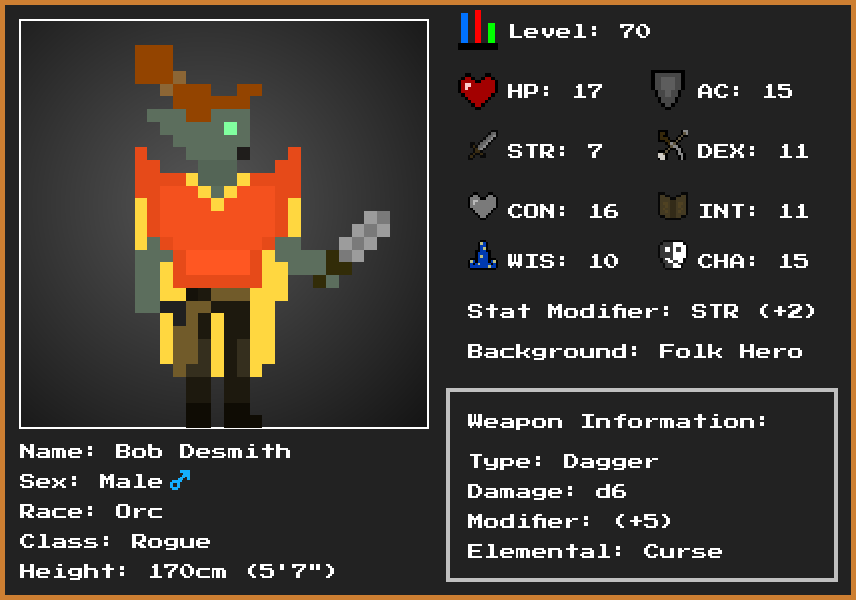 Level: 70
HP: 17
AC: 15
STR: 7
DEX: 11
CON: 16
INT: 11
WIS: 10
CHA: 15
Stat Modifier: STR (+2)
Background: Folk Hero
Weapon Information:
Type: Dagger
Damage: d6
Modifier: (+5)
Elemental: Curse
Name: Bob Desmith
Sex: Male ♂
Race: Orc
Class: Rogue
Height: 170cm (5'7")